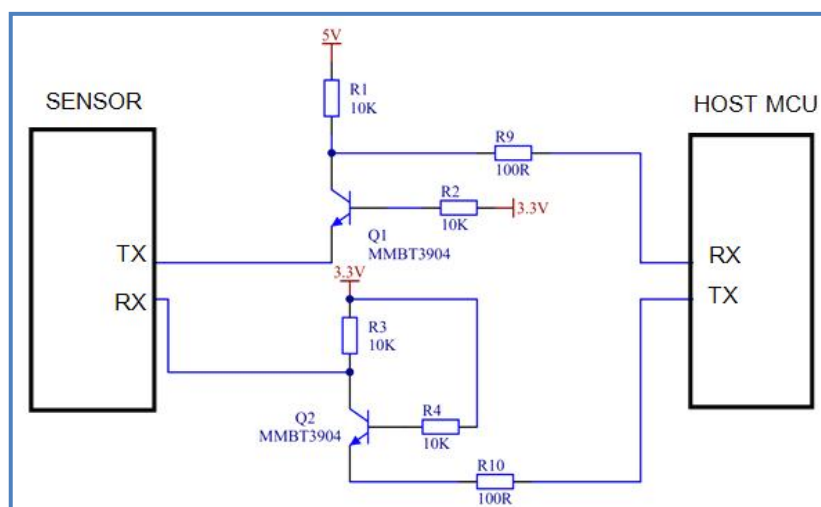 5V
SENSOR
R1
10K
HOST MCU
R9
100R
R2
10K
3.3V
Q1
MMBT3904
TX
RX
RX
TX
3.3V
R3
10K
Q2
MMBT3904
R4
10K
R10
100R